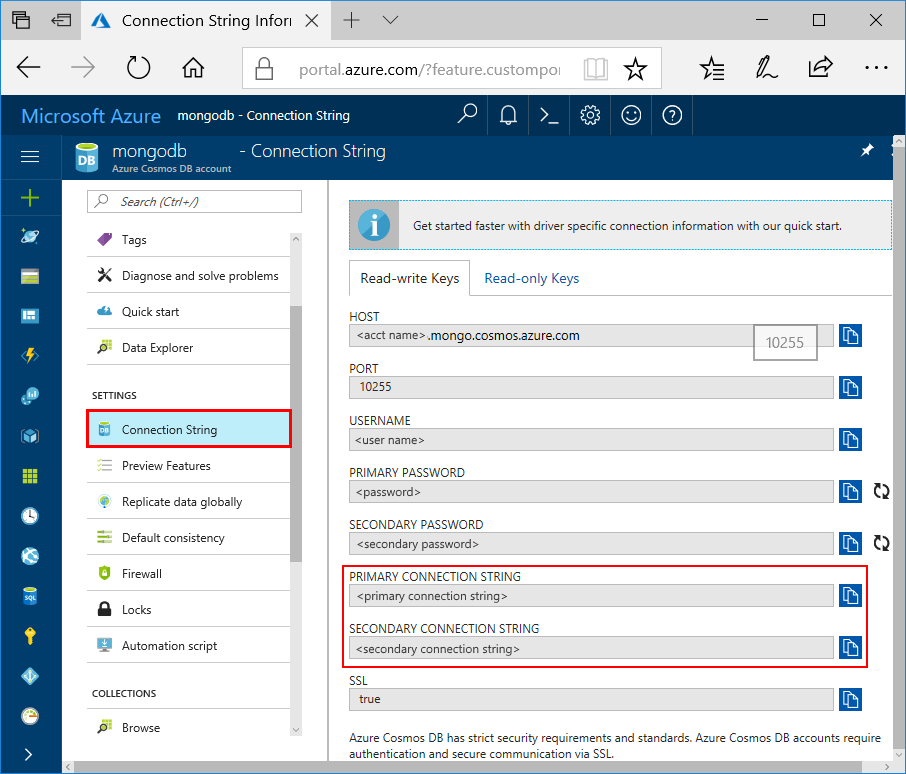 Connection String Infor
portal.azure.com/?feature.custompor
Microsoft Azure
mongodb - Connection String
DB
mongodb - Connection String
Azure Cosmos DB account
Search (Ctrl+/)
Tags
Diagnose and solve problems
Quick start
Data Explorer
SETTINGS
DB
Connection String
Preview Features
Replicate data globally
Default consistency
Firewall
Locks
Automation script
COLLECTIONS
Browse
SQL
Get started faster with driver specific connection information with our quick start.
Read-write Keys
Read-only Keys
HOST
<acct name>.mongo.cosmos.azure.com
10255
PORT
10255
USERNAME
<user name>
PRIMARY PASSWORD
<password>
SECONDARY PASSWORD
<secondary password>
PRIMARY CONNECTION STRING
<primary connection string>
SECONDARY CONNECTION STRING
<secondary connection string>
SSL
true
Azure Cosmos DB has strict security requirements and standards. Azure Cosmos DB accounts require
authentication and secure communication via SSL.